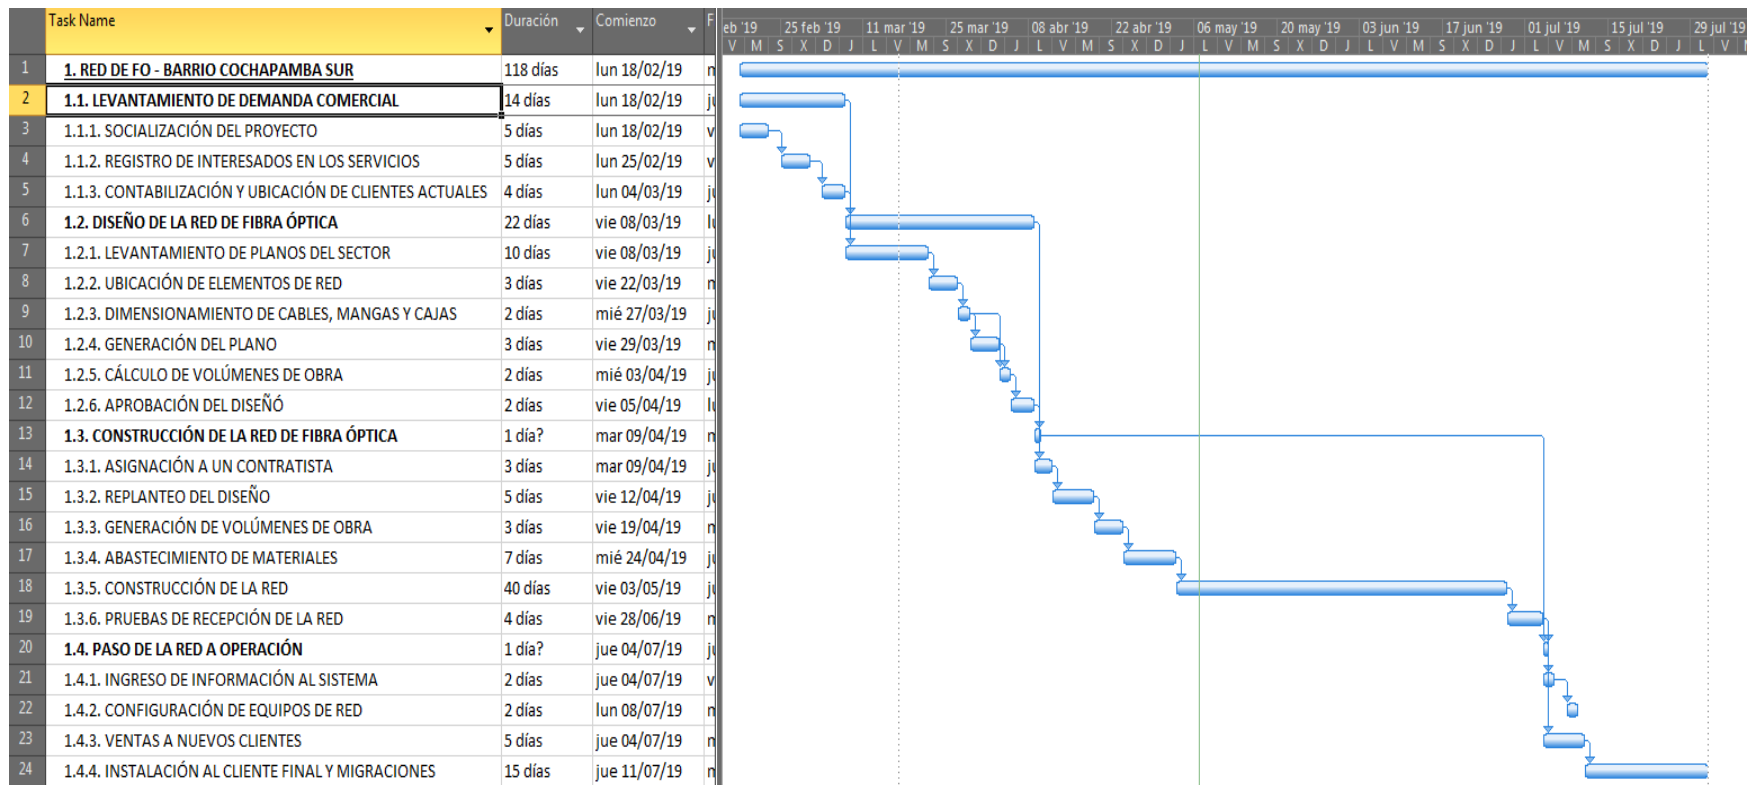 Task Name Duración Comienzo F eb '19 25 feb '19 11 mar '19 25 mar '19 08 abr '19 22 abr '19 06 may '19 20 may '19 03 jun '19 17 jun '19 01 jul '19 15 jul '19 29 jul '19
V M S X D J L V M S X D J L V M S X D J L V M S X D J L V M S X D J L V M S X D J L V
1 1. RED DE FO - BARRIO COCHAPAMBA SUR 118 días lun 18/02/19
2 1.1. LEVANTAMIENTO DE DEMANDA COMERCIAL 14 días lun 18/02/19
3 1.1.1. SOCIALIZACIÓN DEL PROYECTO 5 días lun 18/02/19 v
4 1.1.2. REGISTRO DE INTERESADOS EN LOS SERVICIOS 5 días lun 25/02/19 v
5 1.1.3. CONTABILIZACIÓN Y UBICACIÓN DE CLIENTES ACTUALES 4 días lun 04/03/19
6 1.2. DISEÑO DE LA RED DE FIBRA ÓPTICA 22 días vie 08/03/19
7 1.2.1. LEVANTAMIENTO DE PLANOS DEL SECTOR 10 días vie 08/03/19
8 1.2.2. UBICACIÓN DE ELEMENTOS DE RED 3 días vie 22/03/19
9 1.2.3. DIMENSIONAMIENTO DE CABLES, MANGAS Y CAJAS 2 días mié 27/03/19
10 1.2.4. GENERACIÓN DEL PLANO 3 días vie 29/03/19
11 1.2.5. CÁLCULO DE VOLÚMENES DE OBRA 2 días mié 03/04/19
12 1.2.6. APROBACIÓN DEL DISEÑÓ 2 días vie 05/04/19
13 1.3. CONSTRUCCIÓN DE LA RED DE FIBRA ÓPTICA 1 día? mar 09/04/19
14 1.3.1. ASIGNACIÓN A UN CONTRATISTA 3 días mar 09/04/19
15 1.3.2. REPLANTEO DEL DISEÑO 5 días vie 12/04/19
16 1.3.3. GENERACIÓN DE VOLÚMENES DE OBRA 3 días vie 19/04/19
17 1.3.4. ABASTECIMIENTO DE MATERIALES 7 días mié 24/04/19
18 1.3.5. CONSTRUCCIÓN DE LA RED 40 días vie 03/05/19
19 1.3.6. PRUEBAS DE RECEPCIÓN DE LA RED 4 días vie 28/06/19
20 1.4. PASO DE LA RED A OPERACIÓN 1 día? jue 04/07/19
21 1.4.1. INGRESO DE INFORMACIÓN AL SISTEMA 2 días jue 04/07/19 v
22 1.4.2. CONFIGURACIÓN DE EQUIPOS DE RED 2 días lun 08/07/19
23 1.4.3. VENTAS A NUEVOS CLIENTES 5 días jue 04/07/19
24 1.4.4. INSTALACIÓN AL CLIENTE FINAL Y MIGRACIONES 15 días jue 11/07/19